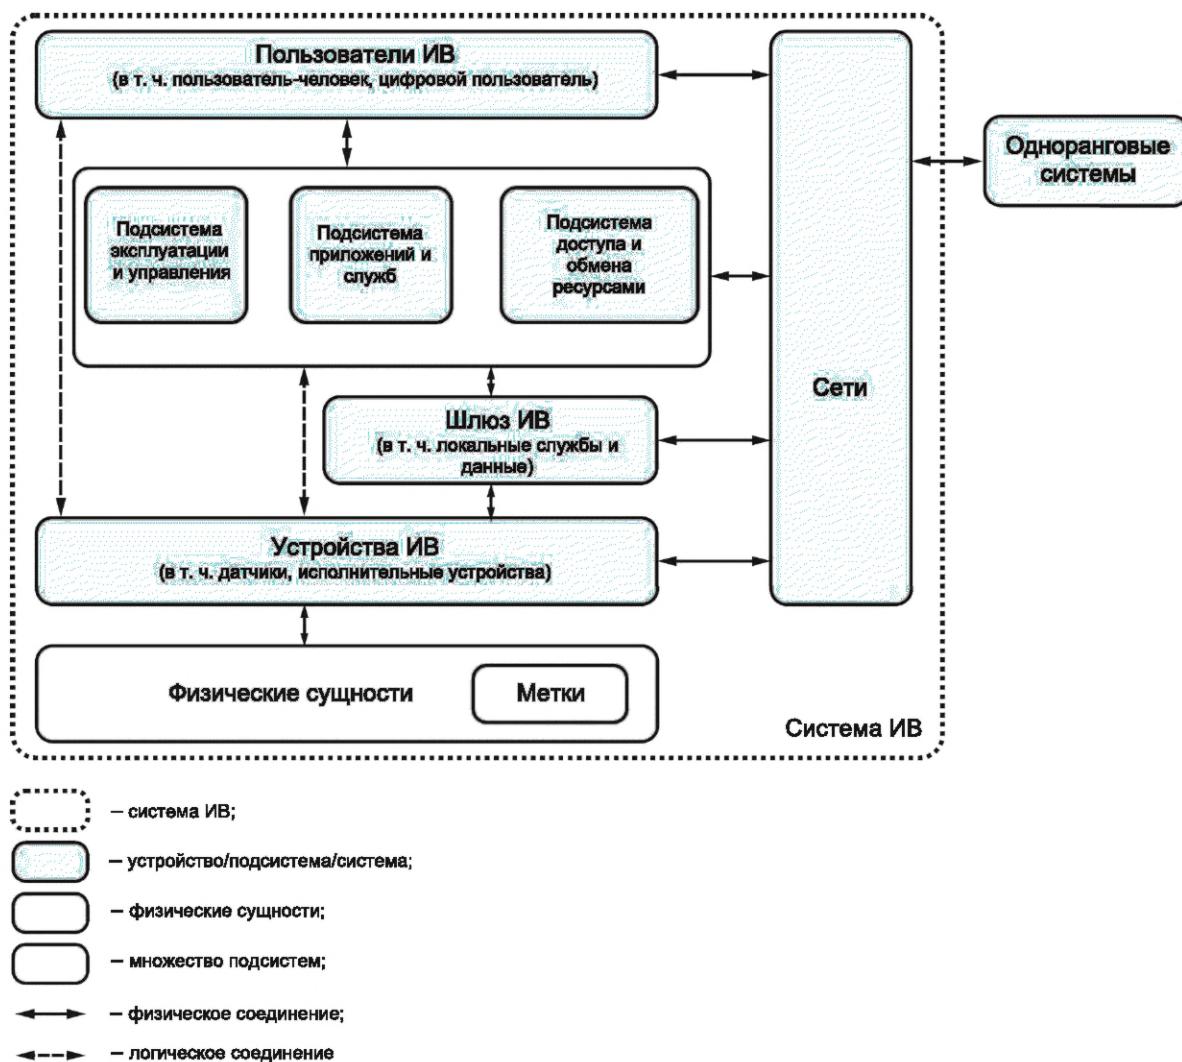 Пользователи ИВ
(в т. ч. пользователь-человек, цифровой пользователь)
Одноранговые
системы
Подсистема
эксплуатации
и управления
Подсистема
приложений и
служб
Подсистема
доступа и
обмена
ресурсами
Сети
Шлюз ИВ
(в т. ч. локальные службы и
данные)
Устройства ИВ
(в т. ч. датчики, исполнительные устройства)
Физические сущности
Метки
Система ИВ
– система ИВ;
– устройство/подсистема/система;
– физические сущности;
– множество подсистем;
– физическое соединение;
– логическое соединение